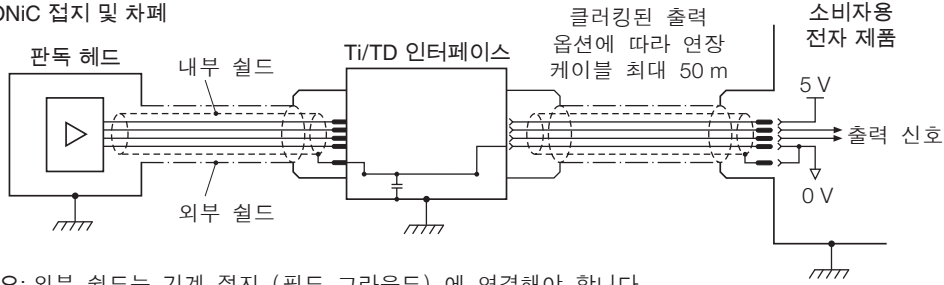 ONiC 접지 및 차폐
판독 헤드
내부 쉴드
외부 쉴드
Ti/TD 인터페이스
클러킹된 출력
옵션에 따라 연장
케이블 최대 50 m
소비자용
전자 제품
5 V
출력 신호
0 V
외부 쉴드는 기계 접지 (필드 그라운드) 에 연결해야 합니다